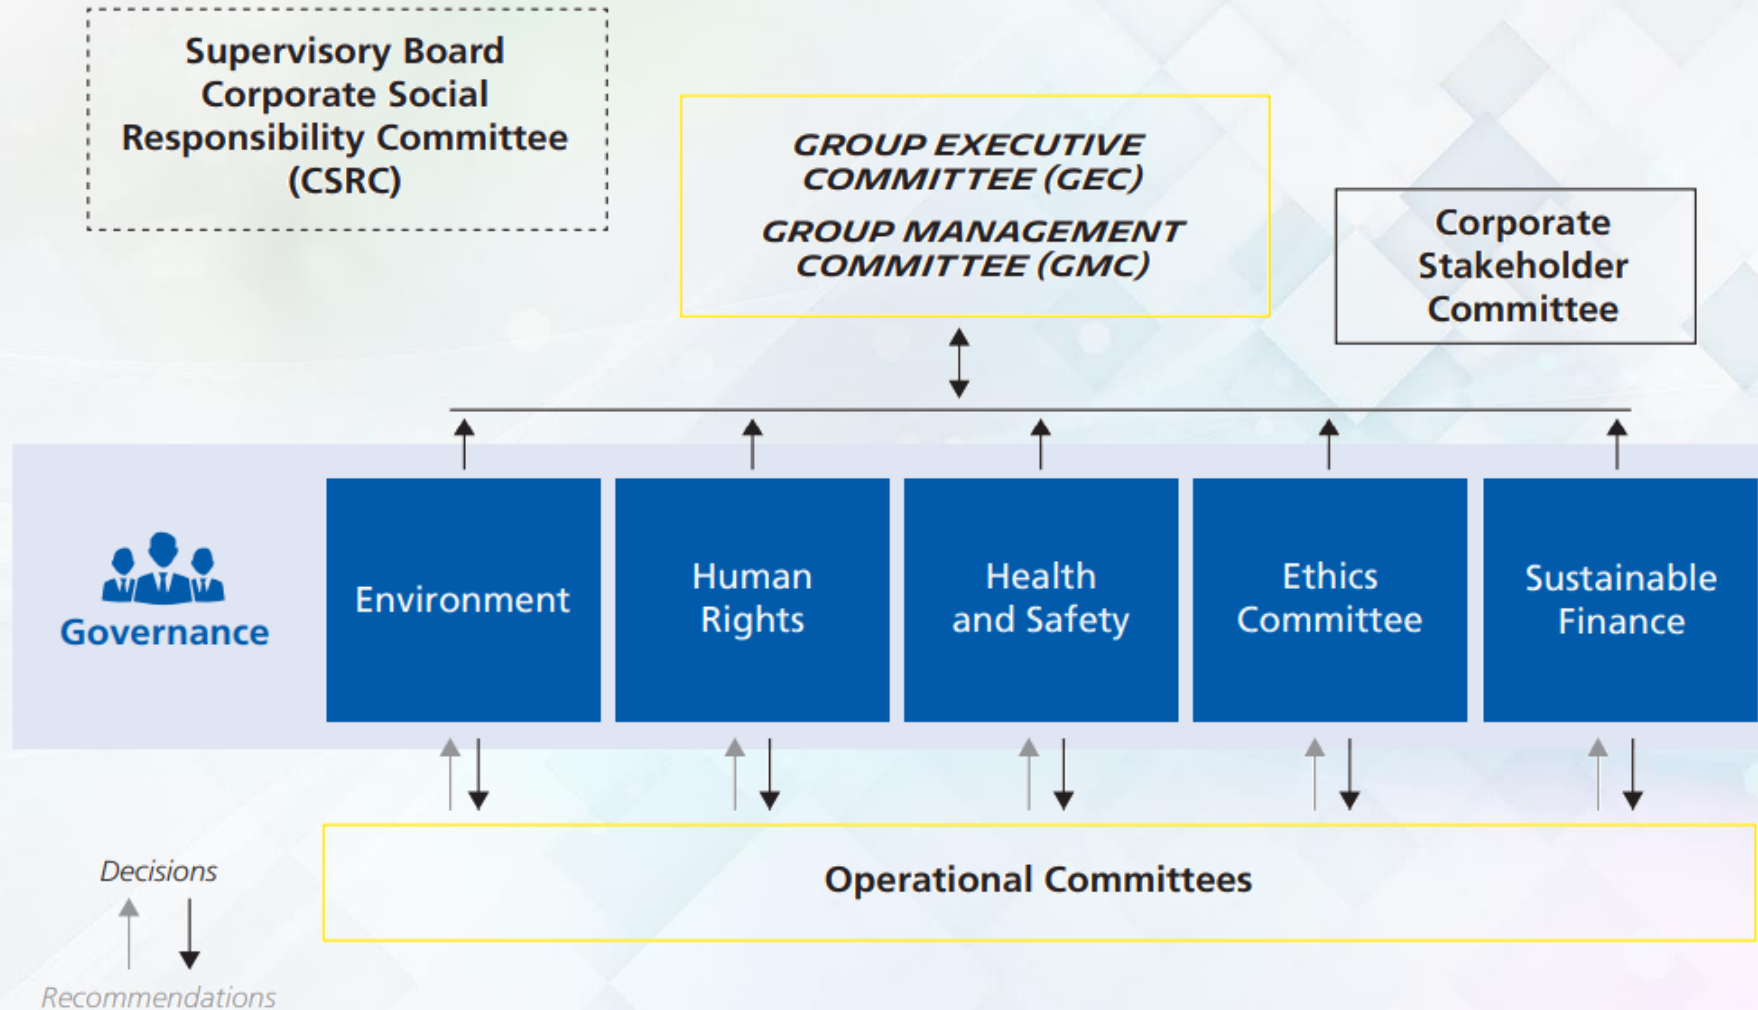 Supervisory Board
Corporate Social
Responsibility Committee
(CSRC)
GROUP EXECUTIVE
COMMITTEE (GEC)
GROUP MANAGEMENT
COMMITTEE (GMC)
Corporate
Stakeholder
Committee
Governance
Environment
Human
Rights
Health
and Safety
Ethics
Committee
Sustainable
Finance
Operational Committees
Decisions
Recommendations